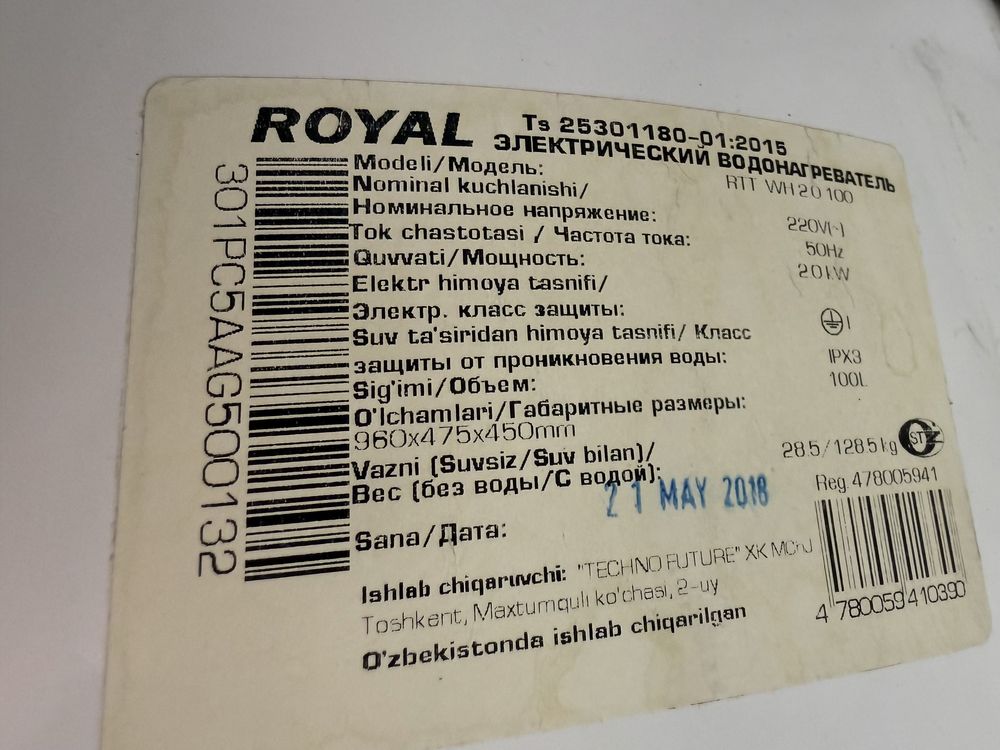 ROYAL
Ts 25301180-01:2015
ЭЛЕКТРИЧЕСКИЙ ВОДОНАГРЕВАТЕЛЬ
Modeli/Модель: RTT WH 2.0 100
Nominal kuchlanishi/
Номинальное напряжение: 220V(~)
Tok chastotasi / Частота тока: 50Hz
Quvvati/Мощность: 2.0kW
Elektr himoya tasnifi/
Электр. класс защиты: I
Suv ta'siridan himoya tasnifi/ Класс
защиты от проникновения воды: IPX3
Sig'imi/Объем: 100L
O'lchamlari/Габаритные размеры:
960x475x450mm
Vazni (Suvsiz/Suv bilan)/
Вес (без воды/С водой): 28.5/128.5kg
Reg.478005941
21 MAY 2018
Sana/Дата:
Ishlab chiqaruvchi: "TECHNO FUTURE" XK MChJ
Toshkent, Maxtumquli ko'chasi, 2-uy
O'zbekistonda ishlab chiqarilgan
4 780059 410390
301PC5AAG500132